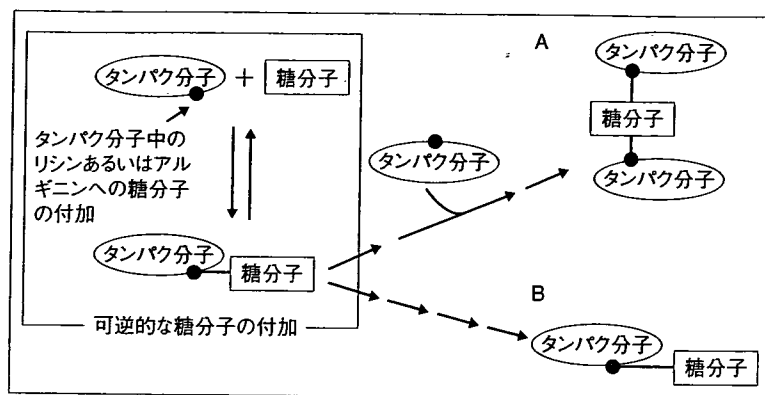 タンパク分子
+
糖分子
タンパク分子中の
リシンあるいはアル
ギニンへの糖分子
の付加
タンパク分子
糖分子
可逆的な糖分子の付加
タンパク分子
A
タンパク分子
糖分子
タンパク分子
B
タンパク分子
糖分子